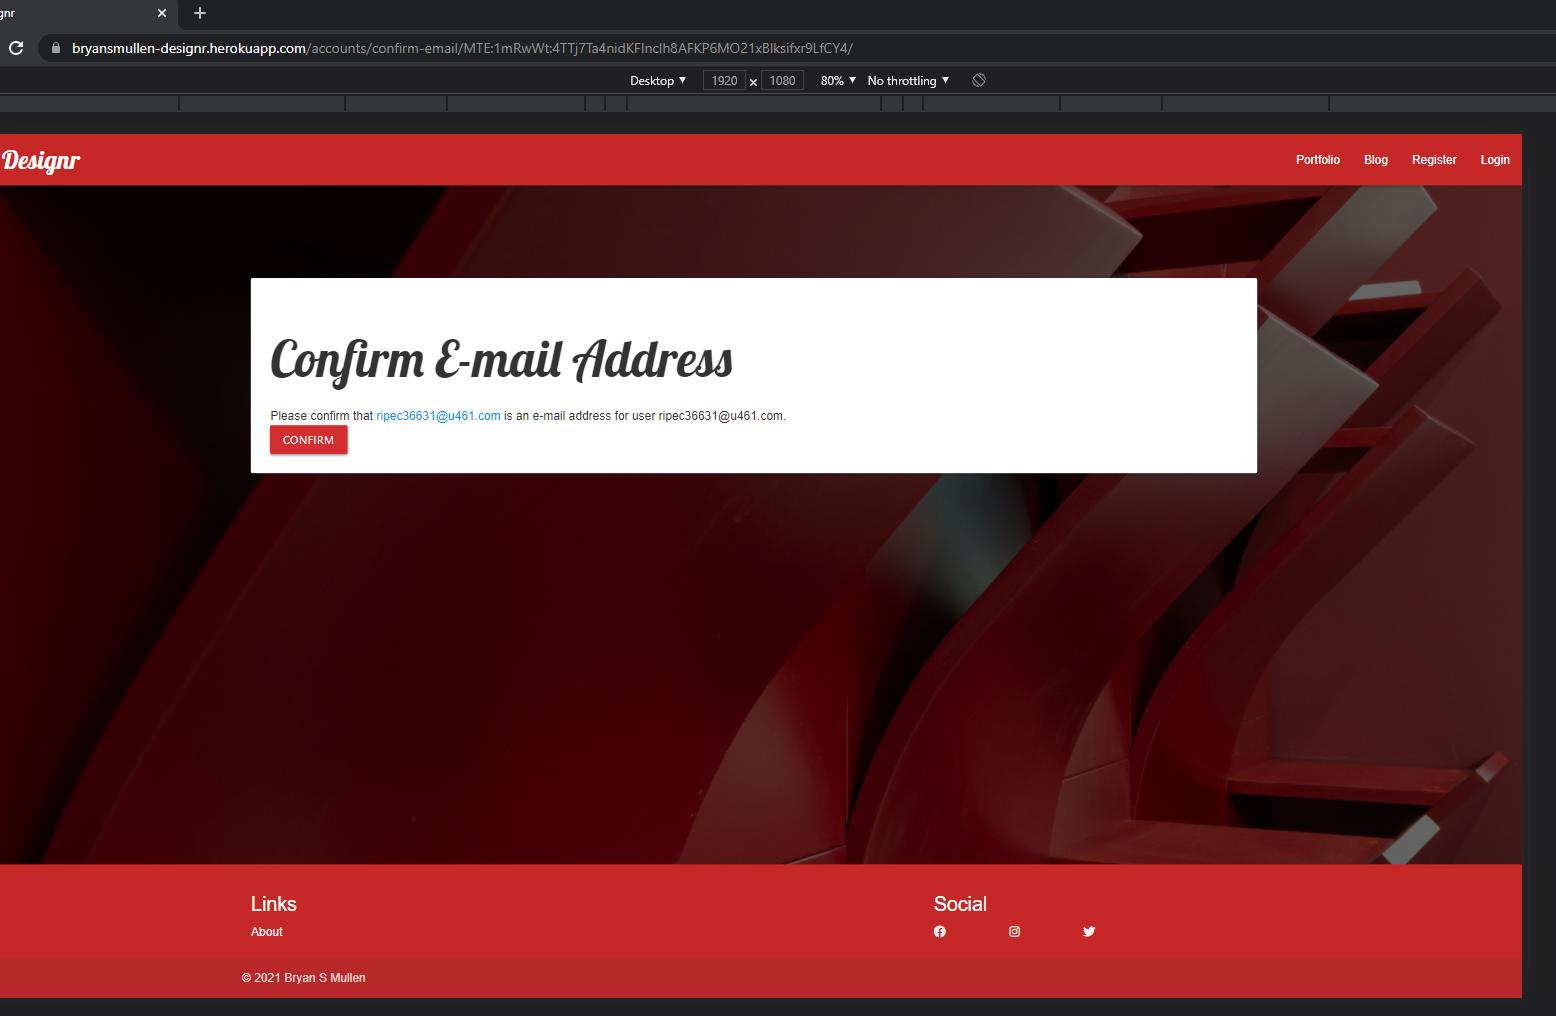 gnr
bryansmullen-designr.herokuapp.com/accounts/confirm-email/MTE:1mRwWt:4TTj7Ta4nidKFInclh8AFKP6MO21xBlksifxr9LfCY4/
Desktop 1920 × 1080 80% No throttling
Designr
Portfolio Blog Register Login
Confirm E-mail Address
Please confirm that ripec36631@u461.com is an e-mail address for user ripec36631@u461.com.
CONFIRM
Links
About
Social
© 2021 Bryan S Mullen